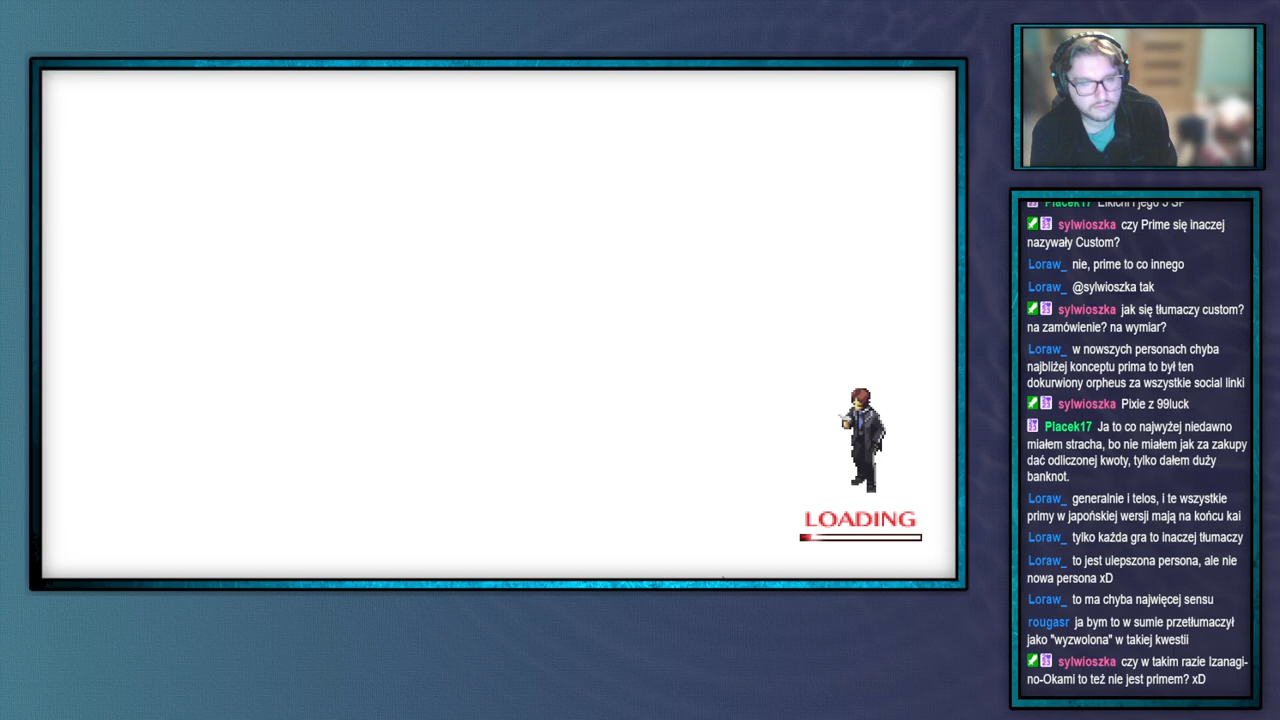 LOADING
Placek17 Eikichi i jego 3 SP
sylwioszka czy Prime się inaczej
nazywały Custom?
Loraw_ nie, prime to co innego
Loraw_ @sylwioszka tak
sylwioszka jak się tłumaczy custom?
na zamówienie? na wymiar?
Loraw_ w nowszych personach chyba
najbliżej konceptu prima to był ten
dokurwiony orpheus za wszystkie social linki
sylwioszka Pixie z 99luck
Placek17 Ja to co najwyżej niedawno
miałem stracha, bo nie miałem jak za zakupy
dać odliczonej kwoty, tylko dałem duży
banknot.
Loraw_ generalnie i telos, i te wszystkie
primy w japońskiej wersji mają na końcu kai
Loraw_ tylko każda gra to inaczej tłumaczy
Loraw_ to jest ulepszona persona, ale nie
nowa persona xD
Loraw_ to ma chyba najwięcej sensu
rougasr ja bym to w sumie przetłumaczył
jako "wyzwolona" w takiej kwestii
sylwioszka czy w takim razie Izanagi-
no-Okami to też nie jest primem? xD